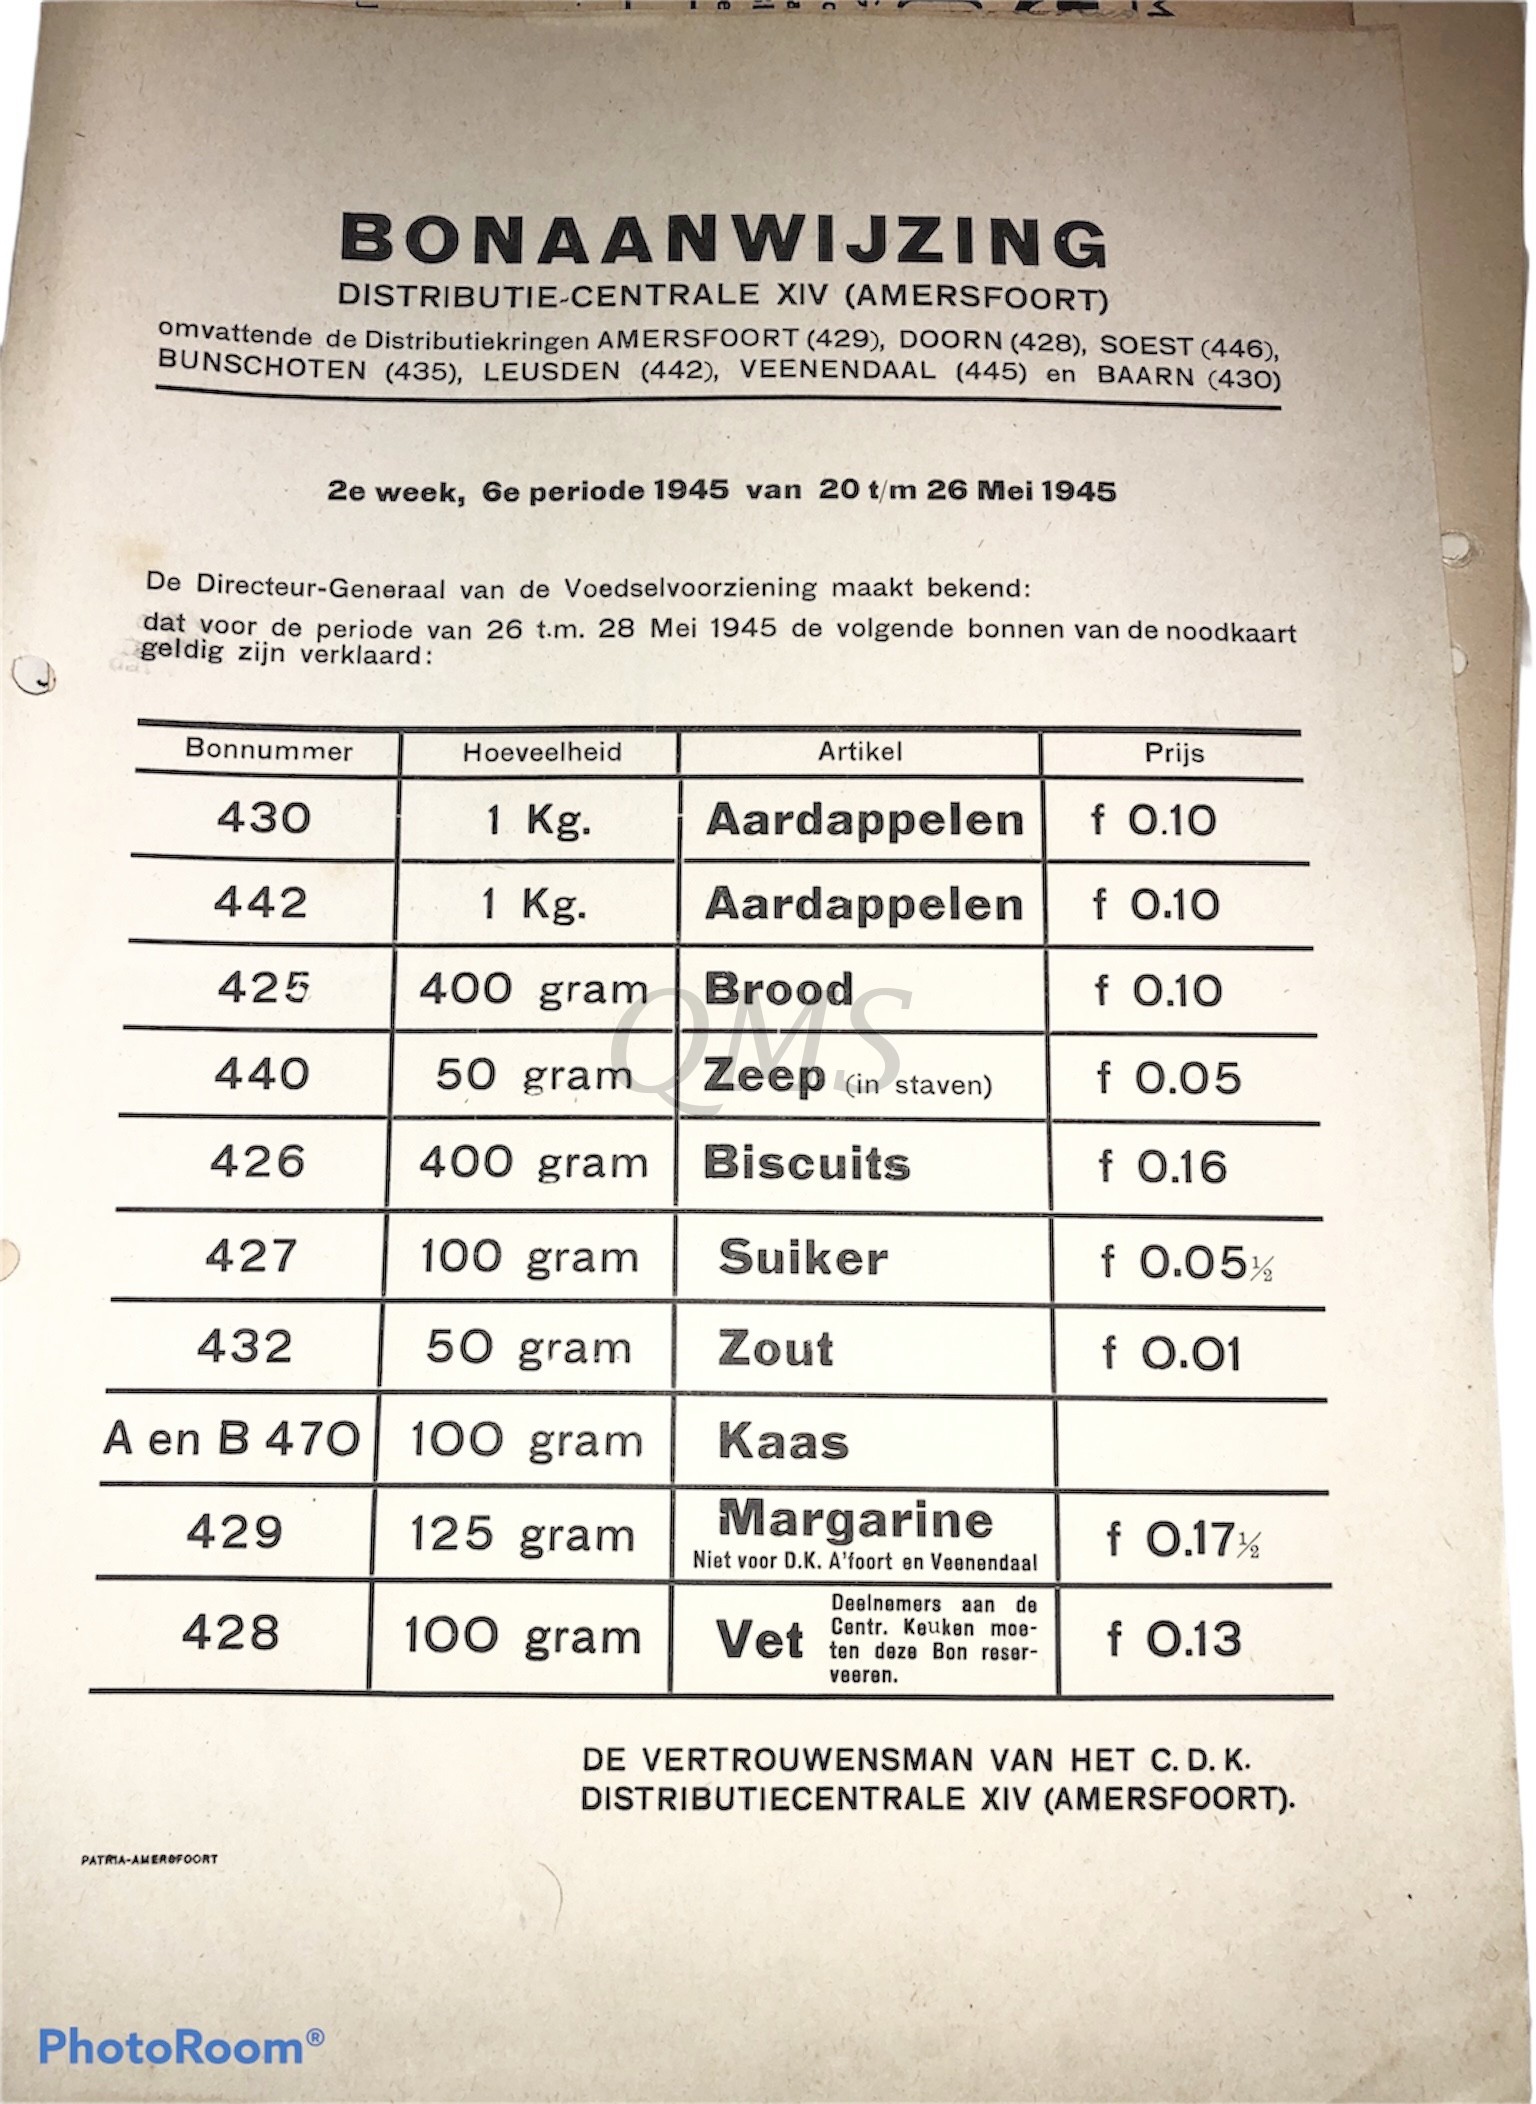 BONAANWIJZING
DISTRIBUTIE-CENTRALE XIV (AMERSFOORT)
omvattende de Distributiekringen AMERSFOORT (429), DOORN (428), SOEST (446),
BUNSCHOTEN (435), LEUSDEN (442), VEENENDAAL (445) en BAARN (430)
2e week, 6e periode 1945 van 20 t/m 26 Mei 1945
De Directeur-Generaal van de Voedselvoorziening maakt bekend:
dat voor de periode van 26 t.m. 28 Mei 1945 de volgende bonnen van de noodkaart
geldig zijn verklaard:
Bonnummer Hoeveelheid Artikel Prijs
430 1 Kg. Aardappelen f 0.10
442 1 Kg. Aardappelen f 0.10
425 400 gram Brood f 0.10
QMS
440 50 gram Zeep (in staven) f 0.05
426 400 gram Biscuits f 0.16
427 100 gram Suiker f 0.05½
432 50 gram Zout f 0.01
A en B 470 100 gram Kaas
429 125 gram Margarine f 0.17½
Niet voor D.K. A'foort en Veenendaal
428 100 gram Vet f 0.13
Deelnemers aan de
Centr. Keuken moe-
ten deze Bon reser-
veeren.
DE VERTROUWENSMAN VAN HET C. D. K.
DISTRIBUTIECENTRALE XIV (AMERSFOORT).
PATRIA-AMERSFOORT
PhotoRoom®